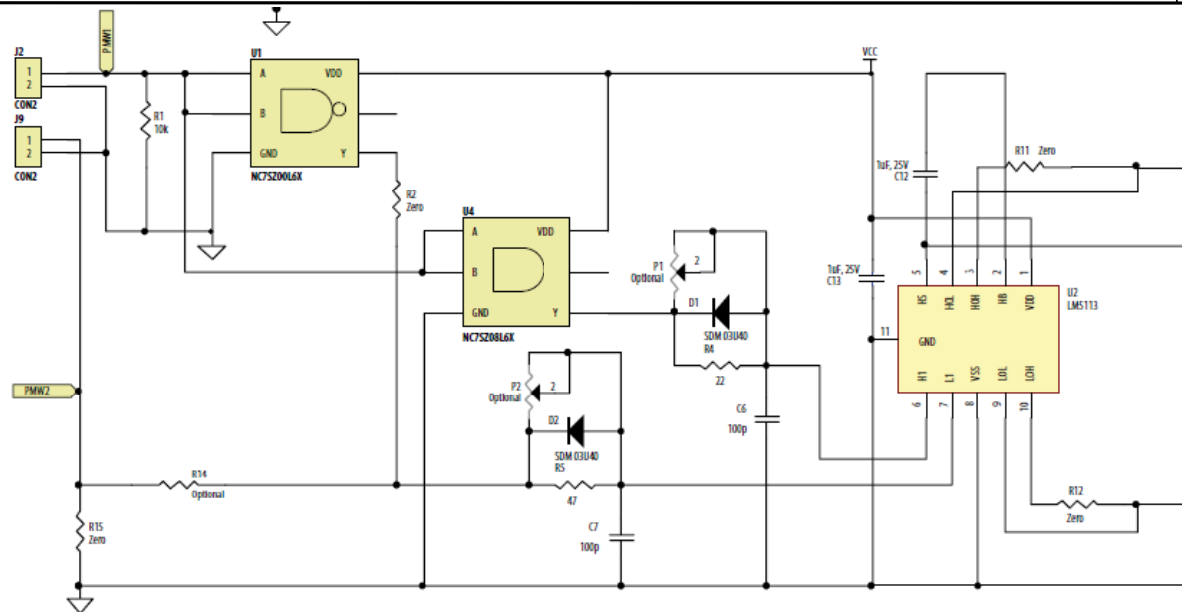 PMW1
J2
1
2
CON2
J9
1
2
CON2
R1
10k
U1
A
VDD
B
GND
Y
NC7SZ00L6X
R2
Zero
U4
A
VDD
B
GND
Y
NC7SZ08L6X
VCC
P1
2
Optional
D1
SDM 03U40
R4
22
P2
2
Optional
D2
SDM 03U40
R5
47
C6
100p
C7
100p
PMW2
R14
Optional
R15
Zero
1uF, 25V
C12
R11 Zero
1uF, 25V
C13
5
4
3
2
1
HS
HCL
HOH
HB
VDD
U2
LM5113
11
GND
H1
L1
VSS
LOL
LOH
6
7
8
9
10
R12
Zero